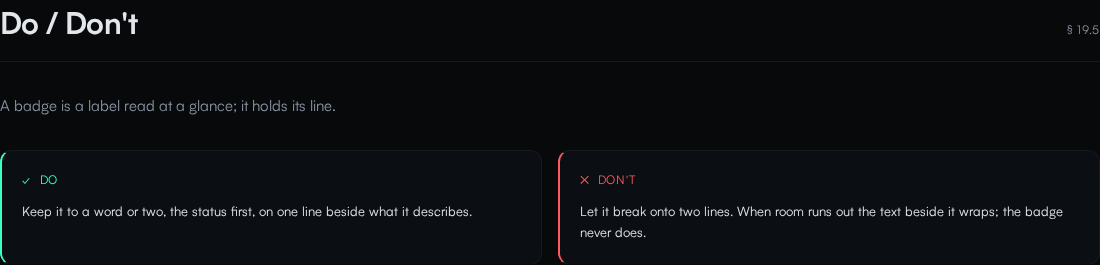 Do / Don't
§ 19.5
A badge is a label read at a glance; it holds its line.
✓ DO
Keep it to a word or two, the status first, on one line beside what it describes.
✕ DON'T
Let it break onto two lines. When room runs out the text beside it wraps; the badge
never does.